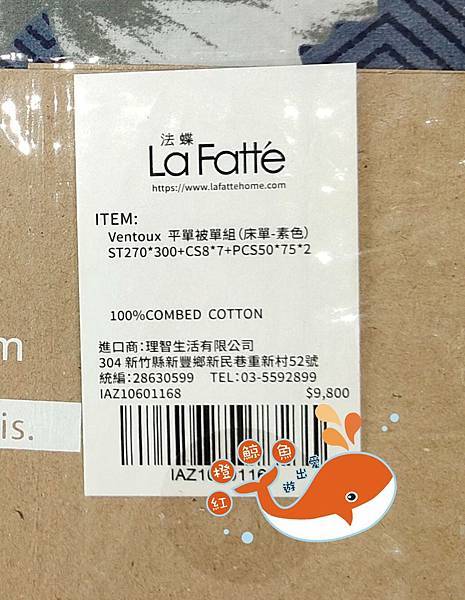 法蝶
La Fatté
https://www.lafattehome.com
ITEM:
Ventoux 平單被單組(床單-素色)
ST270*300+CS8*7+PCS50*75*2
100%COMBED COTTON
進口商:理智生活有限公司
304 新竹縣新豐鄉新民巷重新村52號
統編:28630599 TEL:03-5592899
IAZ10601168 $9,800
m
is.
紅橙鯨魚
愛出遊